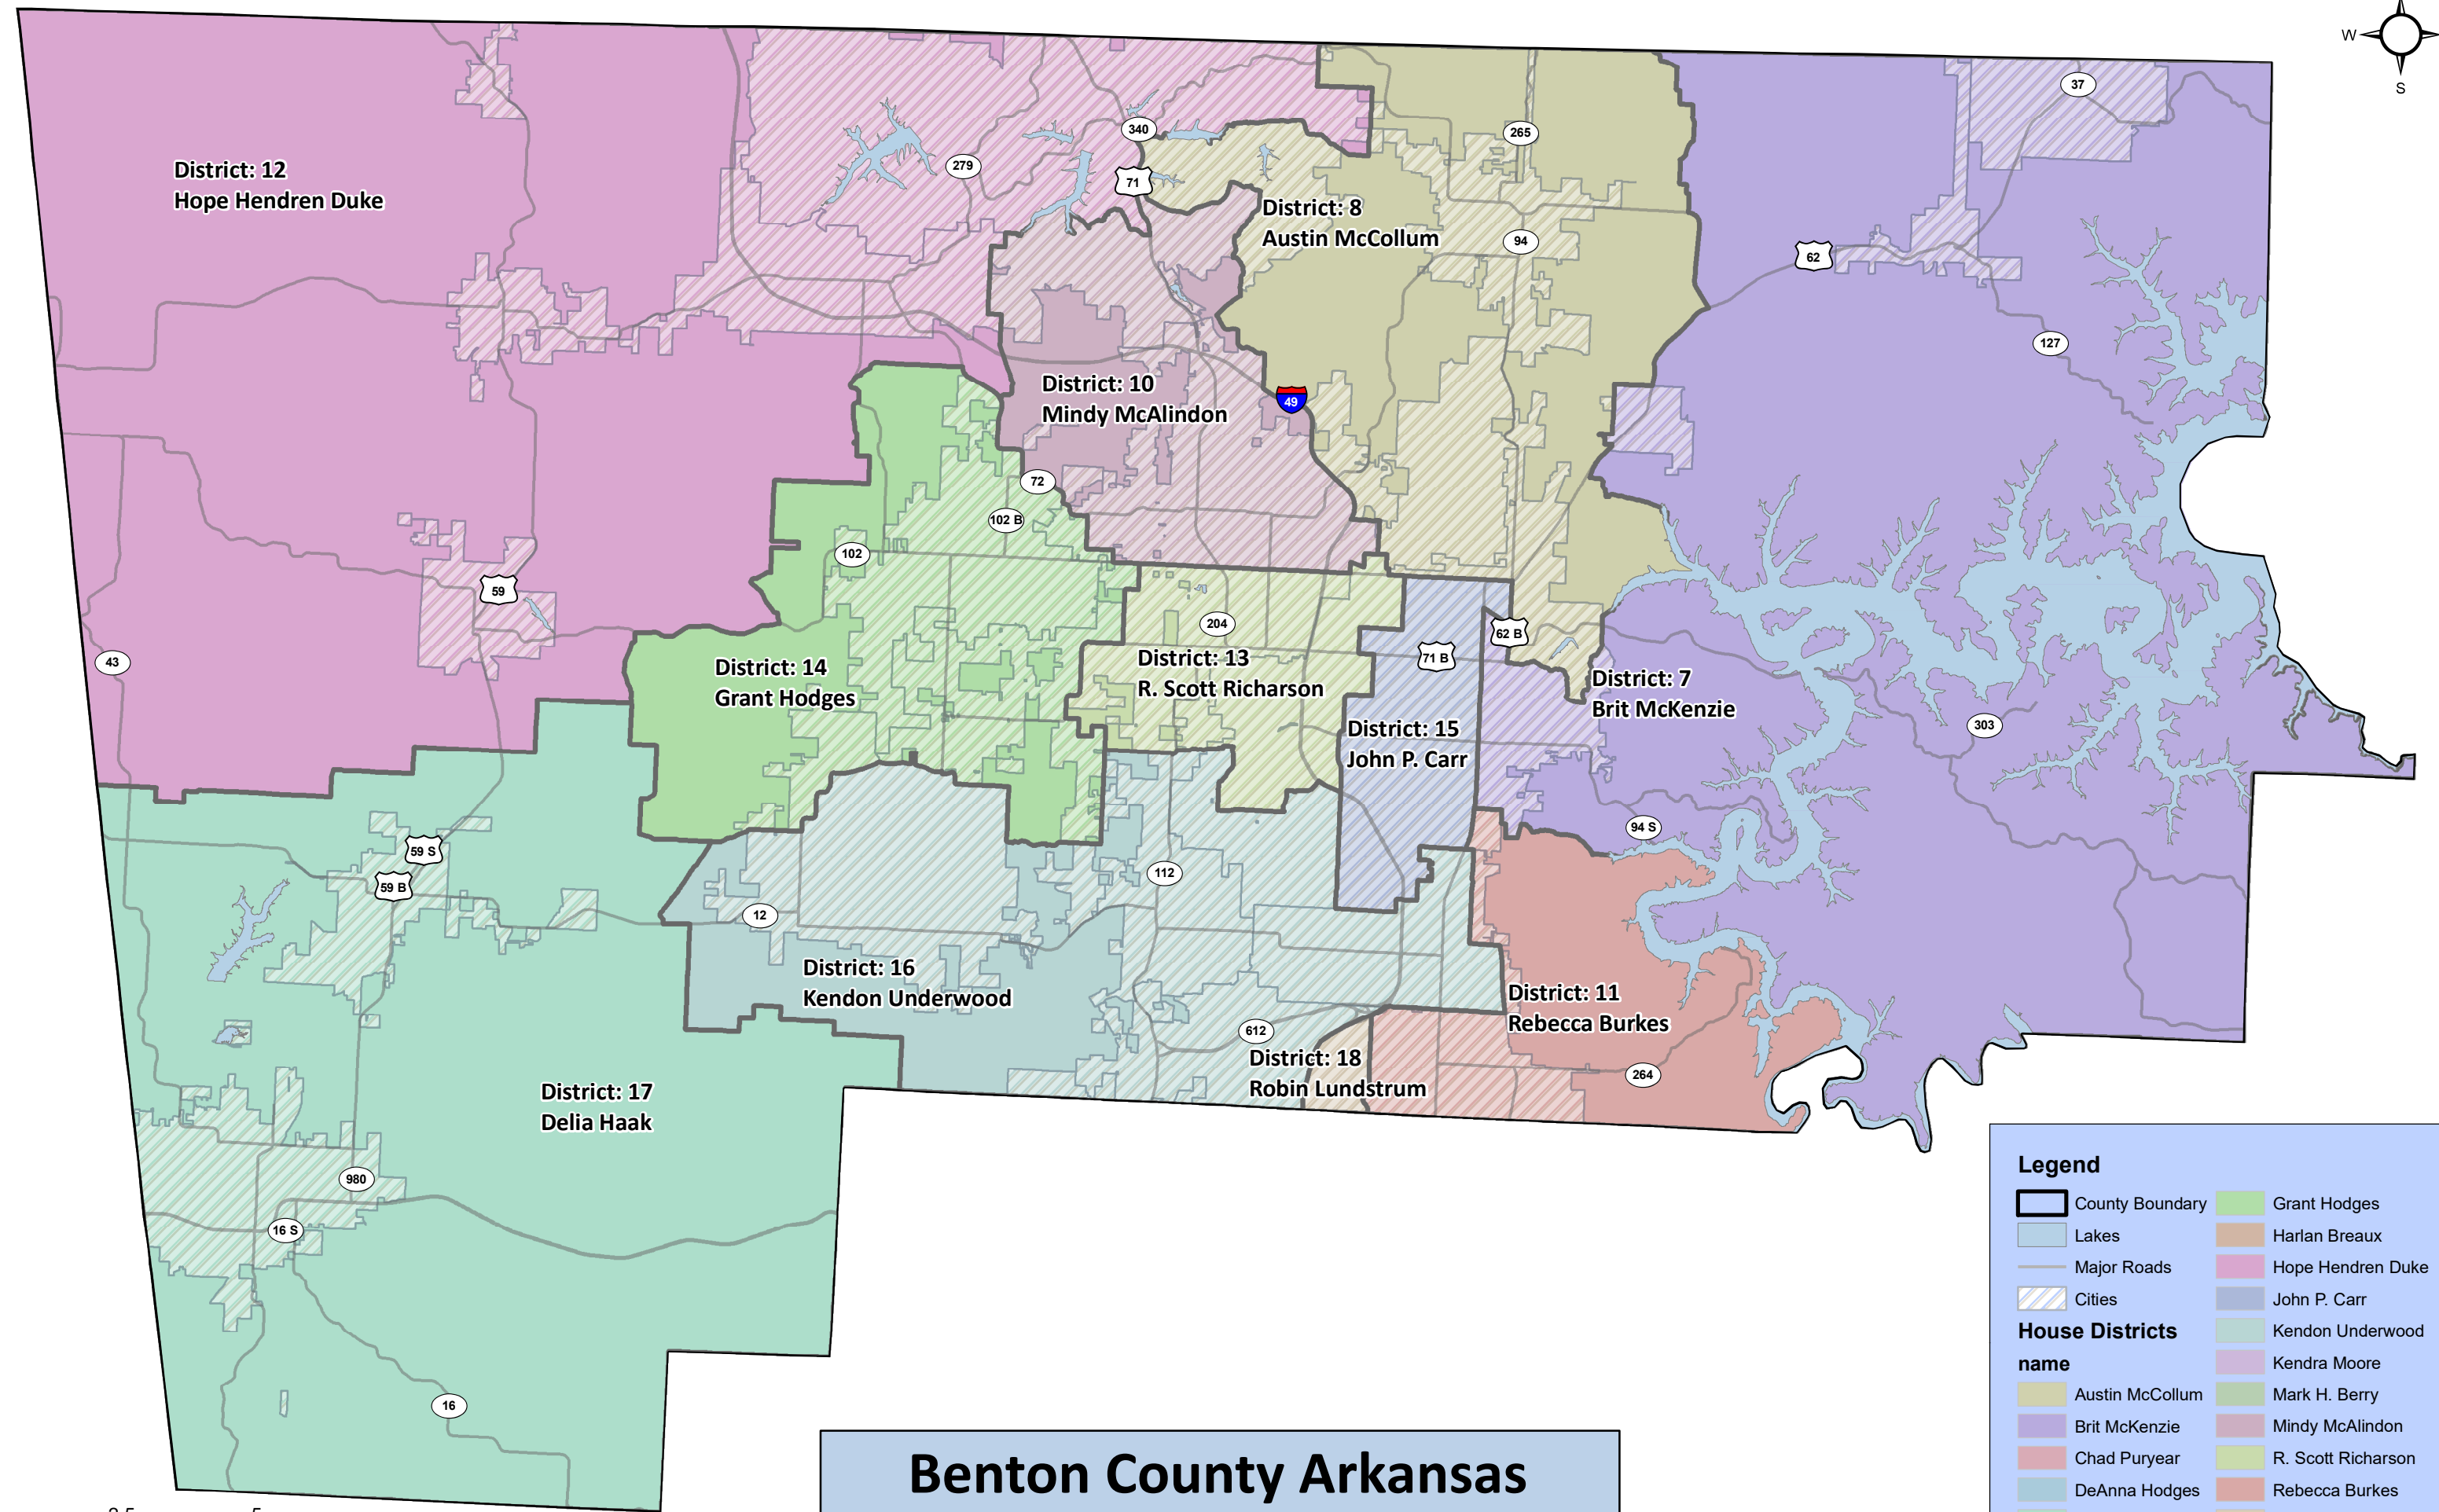 W
S
37
340
265
279
71
District: 12
Hope Hendren Duke
District: 8
Austin McCollum
94
62
127
District: 10
Mindy McAlindon
49
72
102 B
102
59
204
62 B
43
District: 14
Grant Hodges
District: 13
R. Scott Richarson
71 B
District: 7
Brit McKenzie
District: 15
John P. Carr
303
94 S
59 S
59 B
112
12
District: 16
Kendon Underwood
District: 11
Rebecca Burkes
612
District: 18
Robin Lundstrum
264
District: 17
Delia Haak
980
16 S
16
Legend
County Boundary
Lakes
Major Roads
Cities
House Districts
name
Austin McCollum
Brit McKenzie
Chad Puryear
DeAnna Hodges
Grant Hodges
Harlan Breaux
Hope Hendren Duke
John P. Carr
Kendon Underwood
Kendra Moore
Mark H. Berry
Mindy McAlindon
R. Scott Richarson
Rebecca Burkes
Benton County Arkansas